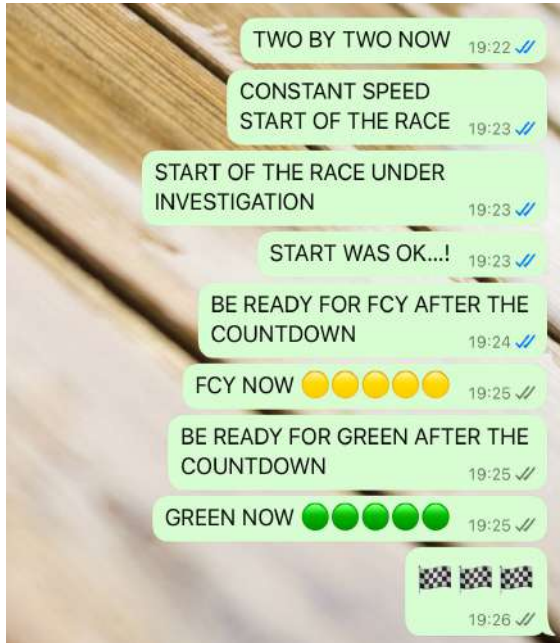 TWO BY TWO NOW 19:22
CONSTANT SPEED
START OF THE RACE 19:23
START OF THE RACE UNDER
INVESTIGATION 19:23
START WAS OK...! 19:23
BE READY FOR FCY AFTER THE
COUNTDOWN 19:24
FCY NOW 🟡🟡🟡🟡🟡 19:25
BE READY FOR GREEN AFTER THE
COUNTDOWN 19:25
GREEN NOW 🟢🟢🟢🟢🟢 19:25
🏁 🏁 🏁
19:26